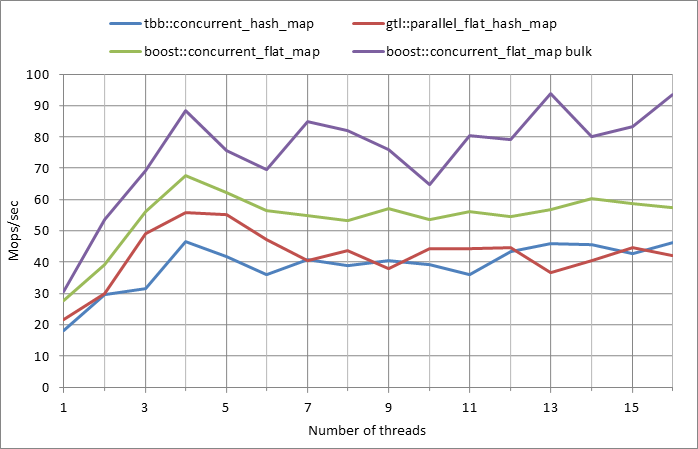 tbb::concurrent_hash_map gtl::parallel_flat_hash_map
boost::concurrent_flat_map boost::concurrent_flat_map bulk
100
90
80
70
60
50
40
30
20
10
0
Mops/sec
1 3 5 7 9 11 13 15
Number of threads